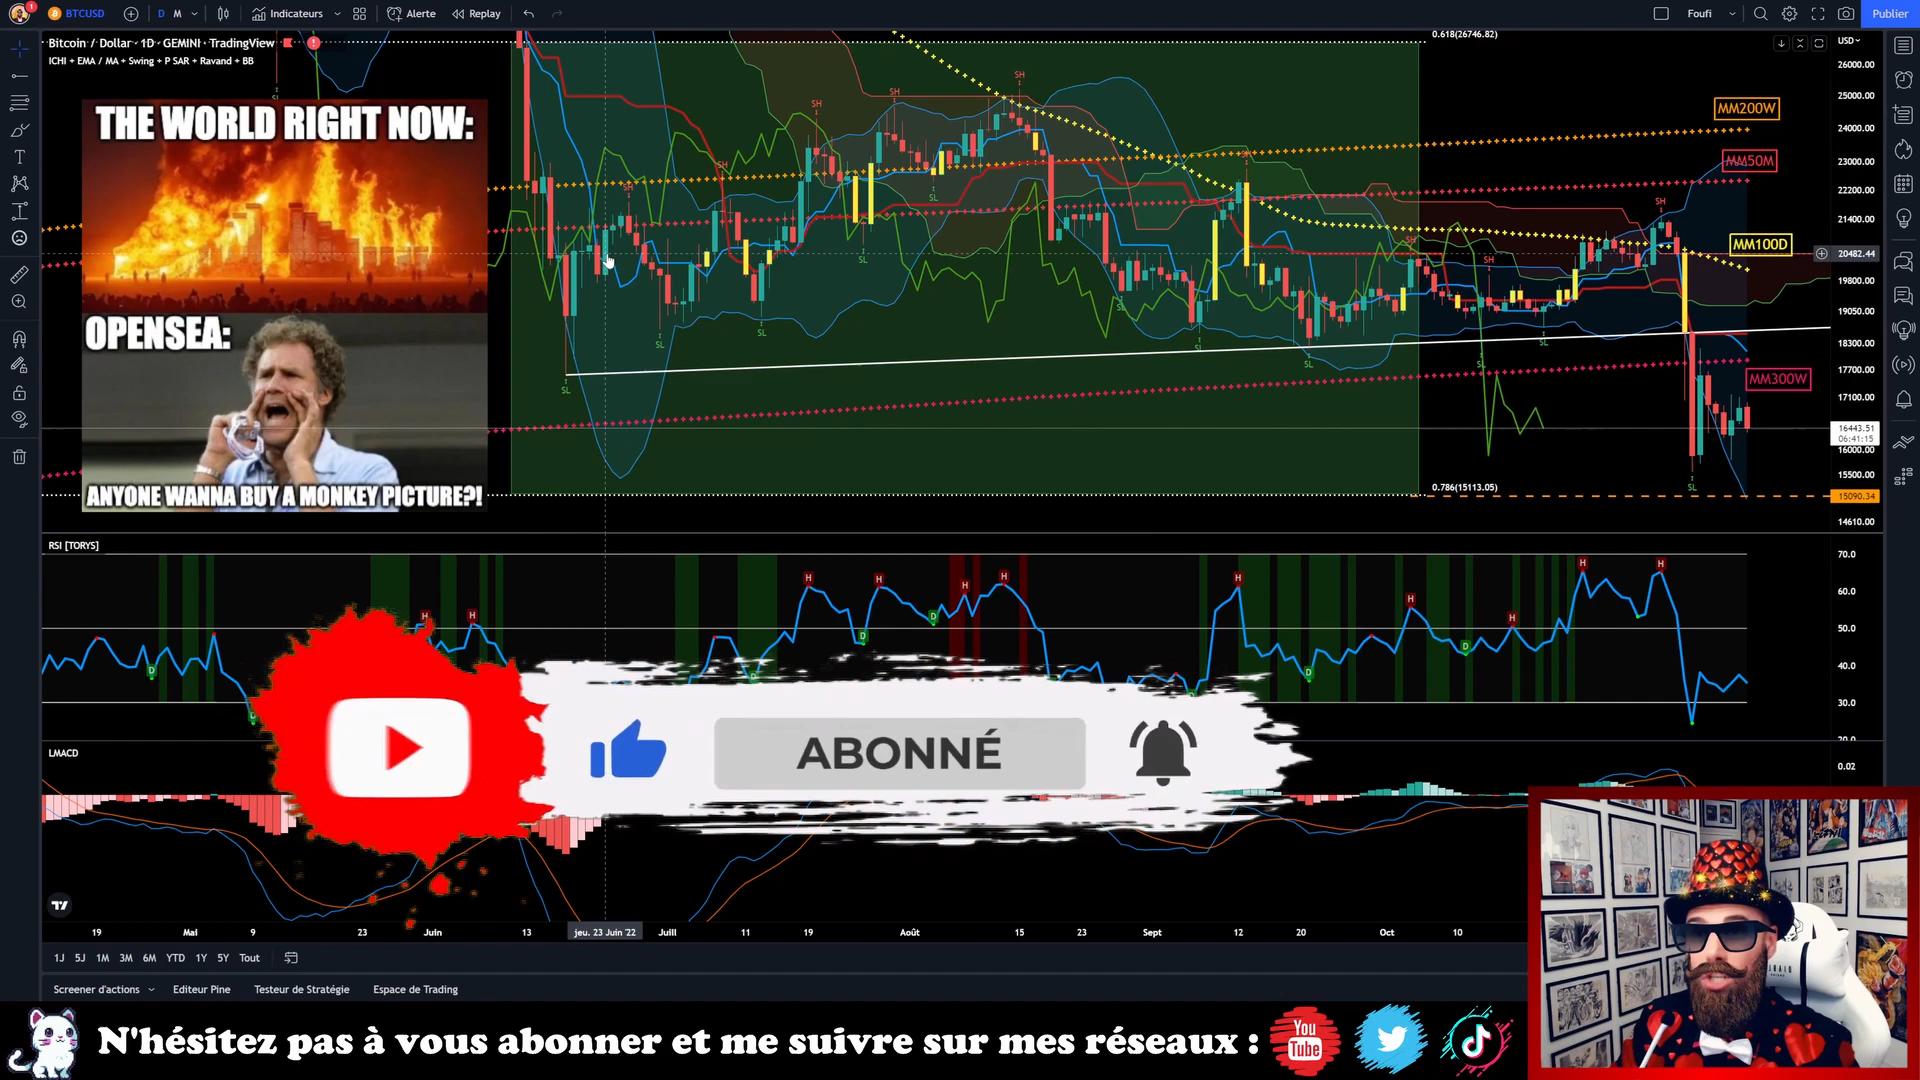 BTCUSD
D
M
Indicateurs
Alerte
Replay
Foufi
Publier
Bitcoin / Dollar · 1D · GEMINI · TradingView
ICHI + EMA / MA + Swing + P SAR + Ravand + BB
THE WORLD RIGHT NOW:
OPENSEA:
ANYONE WANNA BUY A MONKEY PICTURE?!
0.618(26746.82)
0.786(15113.05)
MM200W
MM50M
MM100D
MM300W
USD
26000.00
25000.00
24000.00
23000.00
22200.00
21400.00
20482.44
19800.00
19050.00
18300.00
17700.00
17100.00
16443.51
06:41:15
16000.00
15500.00
15090.34
14610.00
RSI [TORYS]
70.0
60.0
50.0
40.0
30.0
20.0
LMACD
0.02
ABONNÉ
19
Mai
9
23
Juin
13
jeu. 23 Juin '22
Juill
11
19
Août
15
23
Sept
12
20
Oct
10
1J 5J 1M 3M 6M YTD 1Y 5Y Tout
Screener d'actions
Editeur Pine
Testeur de Stratégie
Espace de Trading
N'hésitez pas à vous abonner et me suivre sur mes réseaux :
You
Tube